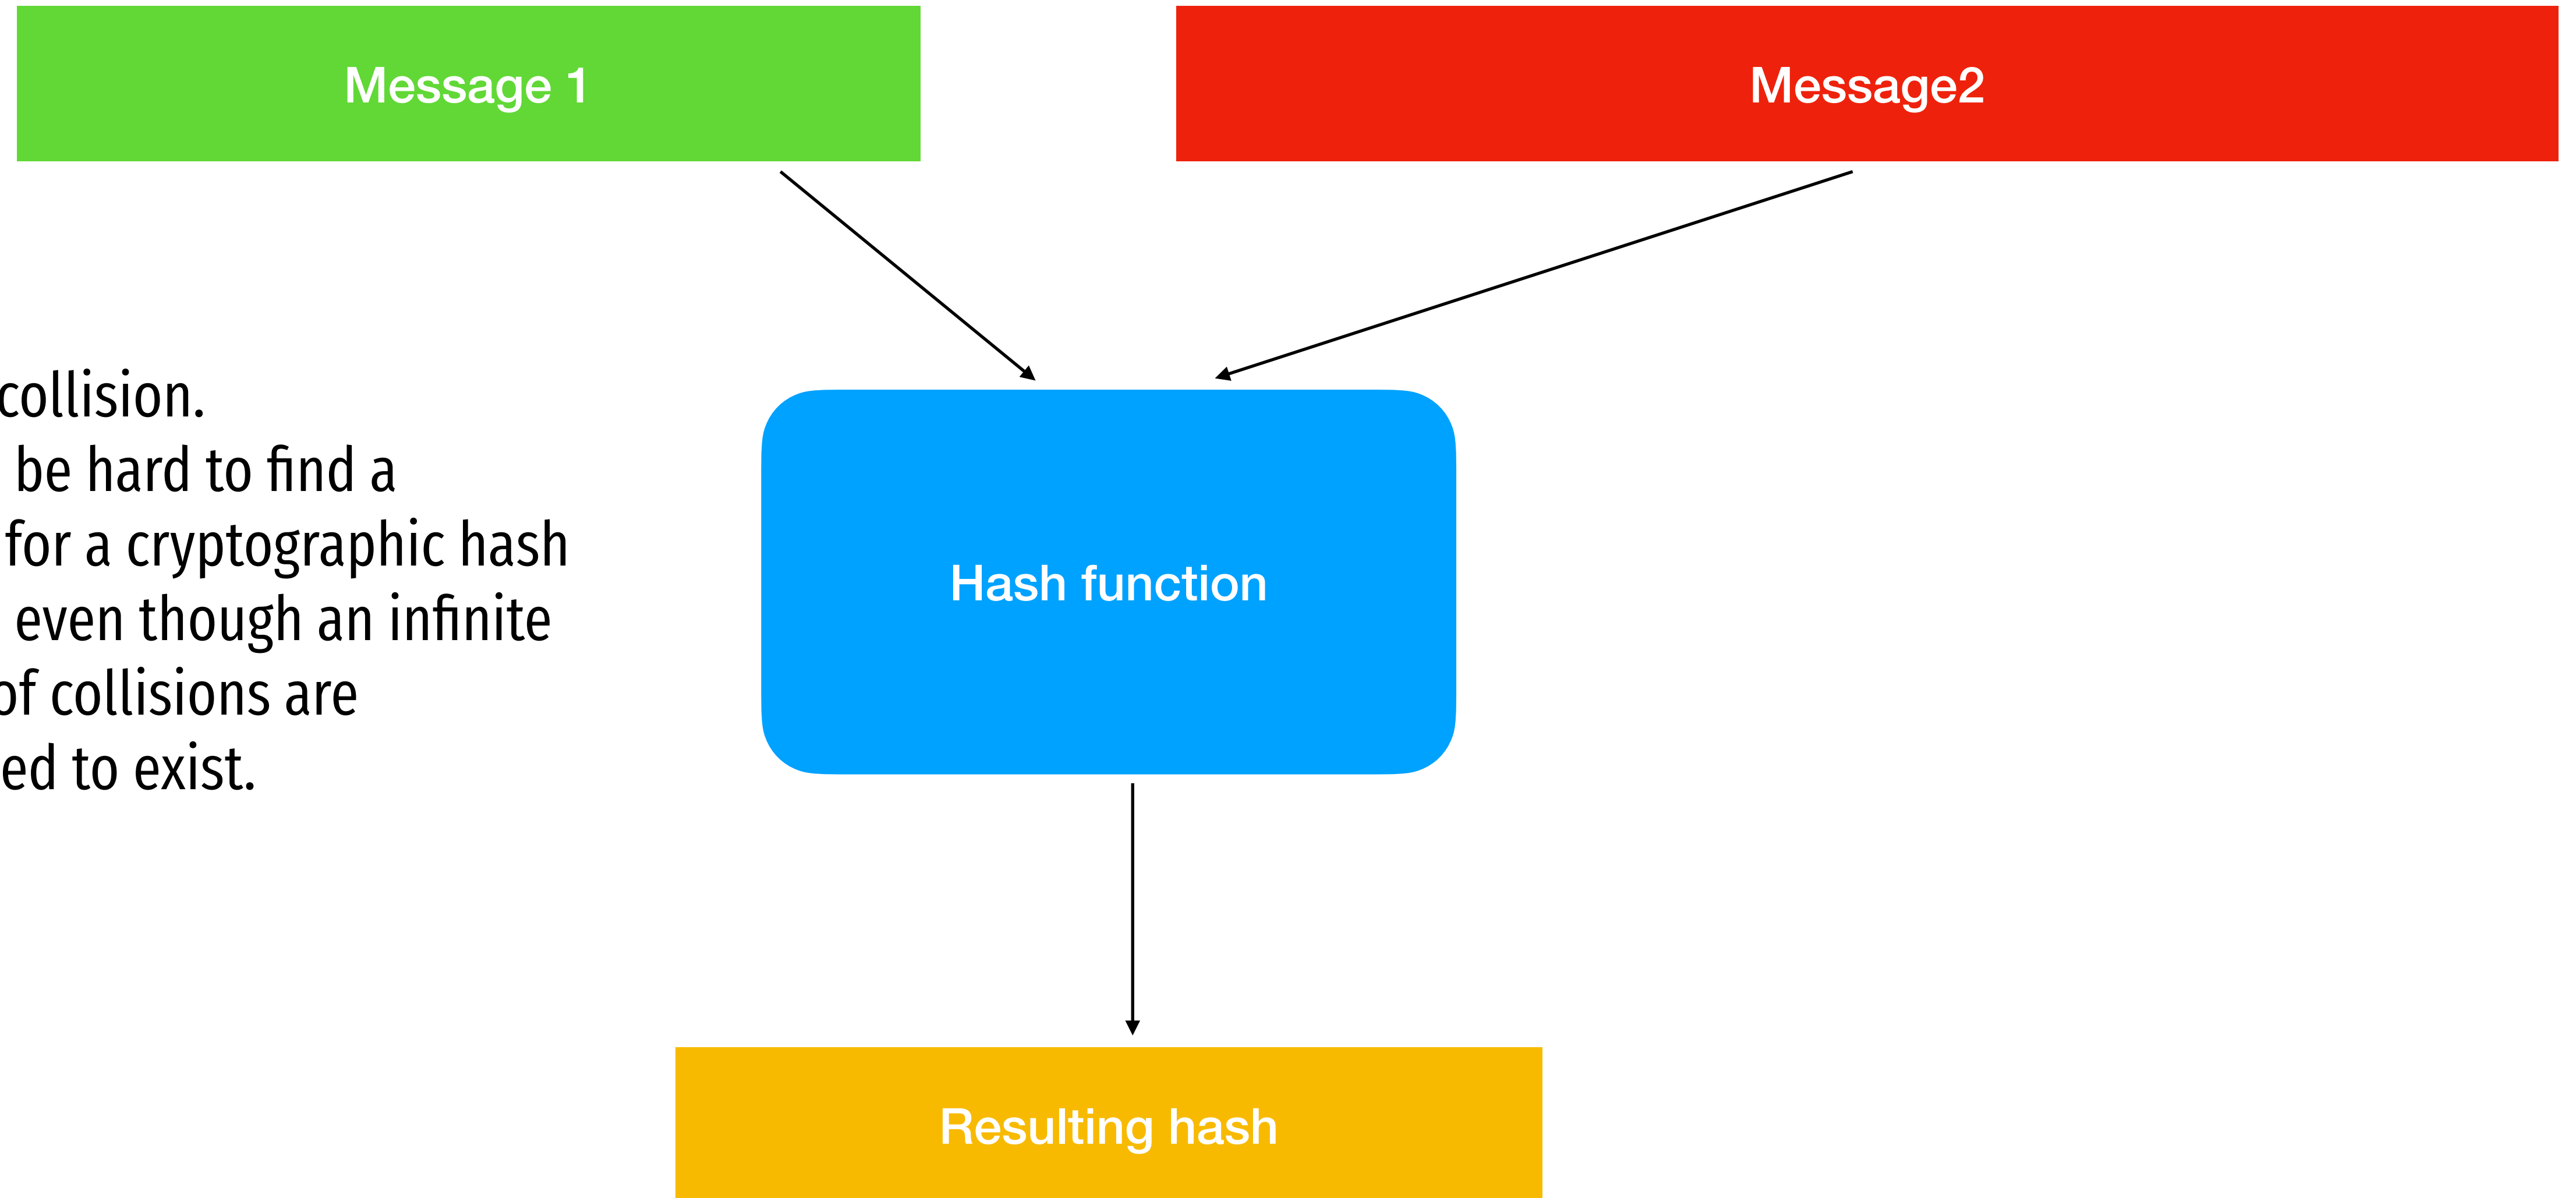 Message 1
Message2
collision.
be hard to find a
for a cryptographic hash
even though an infinite
of collisions are
ed to exist.
Hash function
Resulting hash